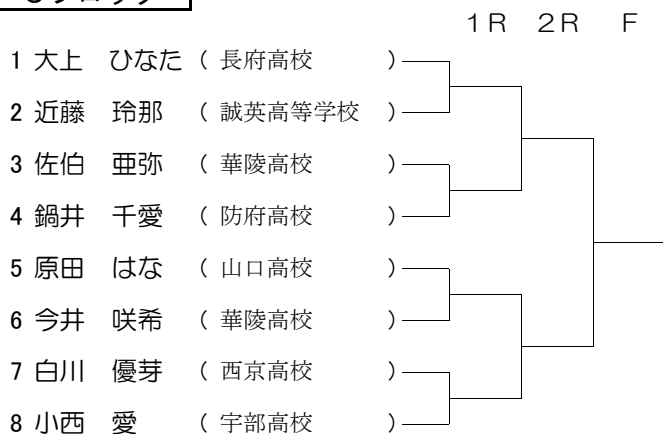 １Ｒ　２Ｒ　Ｆ
1 大上　ひなた （ 長府高校 ）
2 近藤　玲那 （ 誠英高等学校 ）
3 佐伯　亜弥 （ 華陵高校 ）
4 鍋井　千愛 （ 防府高校 ）
5 原田　はな （ 山口高校 ）
6 今井　咲希 （ 華陵高校 ）
7 白川　優芽 （ 西京高校 ）
8 小西　愛 （ 宇部高校 ）